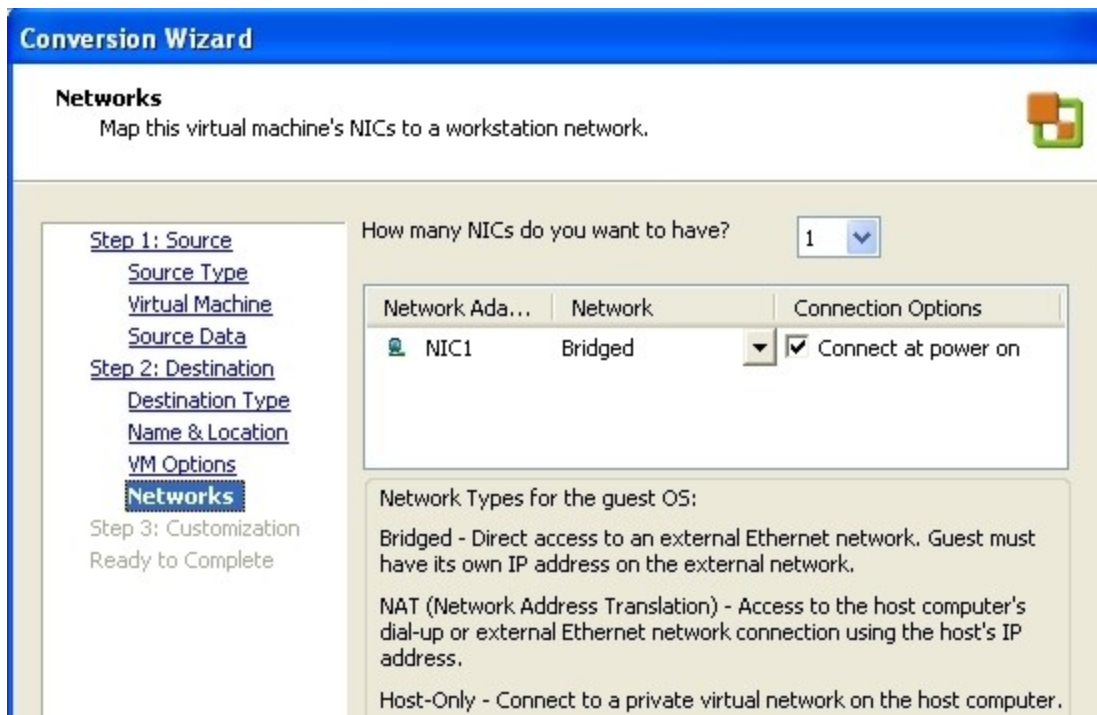 Conversion Wizard
Networks
Map this virtual machine's NICs to a workstation network.
Step 1: Source
Source Type
Virtual Machine
Source Data
Step 2: Destination
Destination Type
Name & Location
VM Options
Networks
Step 3: Customization
Ready to Complete
How many NICs do you want to have? 1
Network Ada... Network Connection Options
NIC1 Bridged Connect at power on
Network Types for the guest OS:
Bridged - Direct access to an external Ethernet network. Guest must
have its own IP address on the external network.
NAT (Network Address Translation) - Access to the host computer's
dial-up or external Ethernet network connection using the host's IP
address.
Host-Only - Connect to a private virtual network on the host computer.